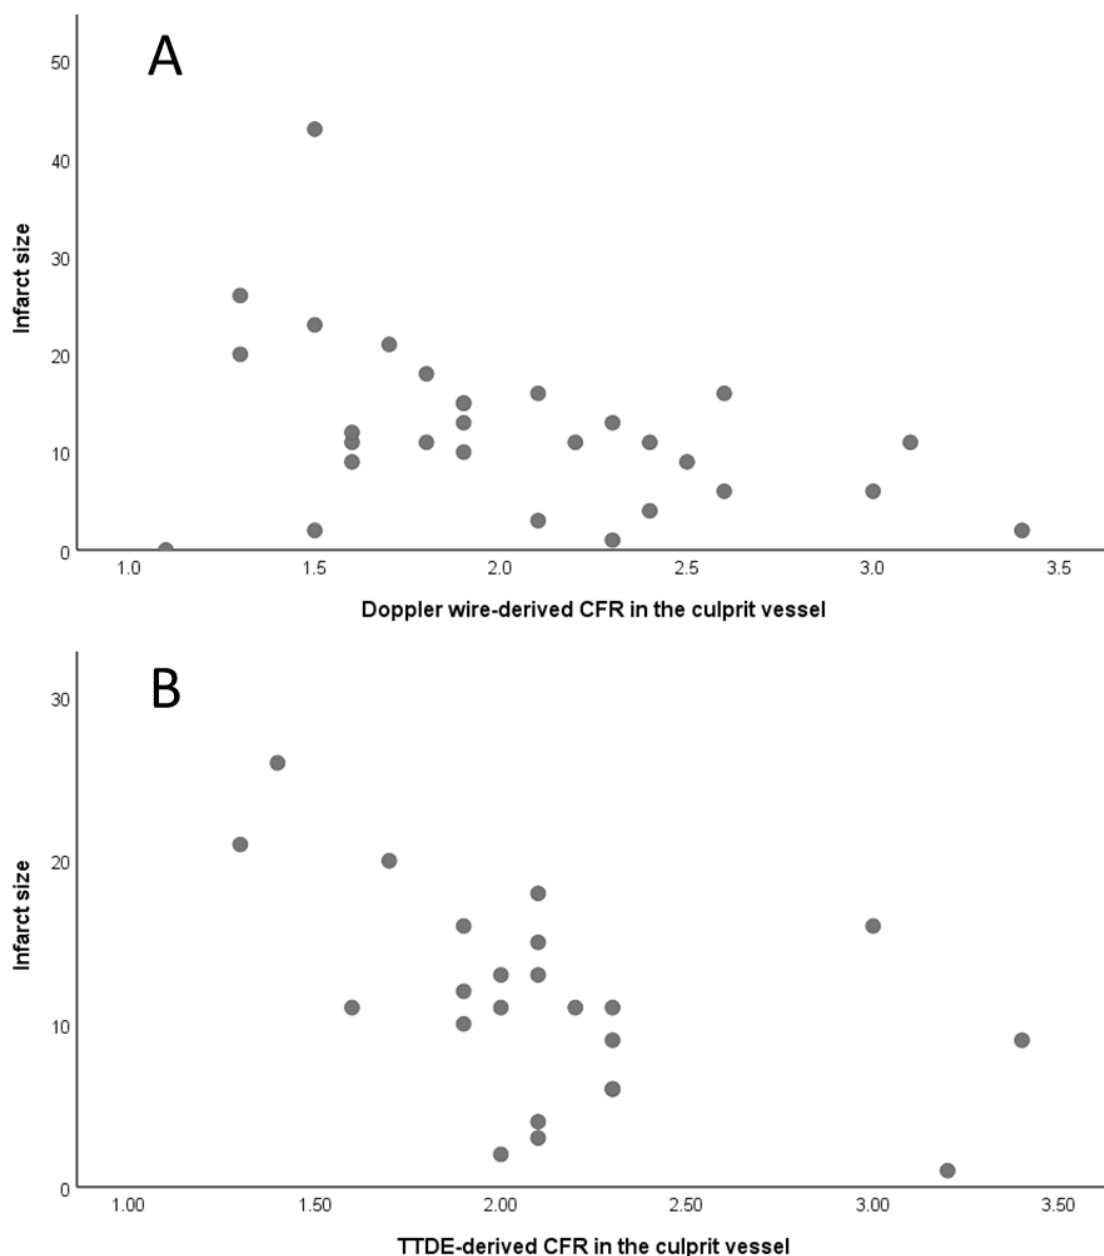 A
50
40
30
20
10
0
Infarct size
1.0 1.5 2.0 2.5 3.0 3.5
Doppler wire-derived CFR in the culprit vessel
B
30
20
10
0
Infarct size
1.00 1.50 2.00 2.50 3.00 3.50
TTDE-derived CFR in the culprit vessel